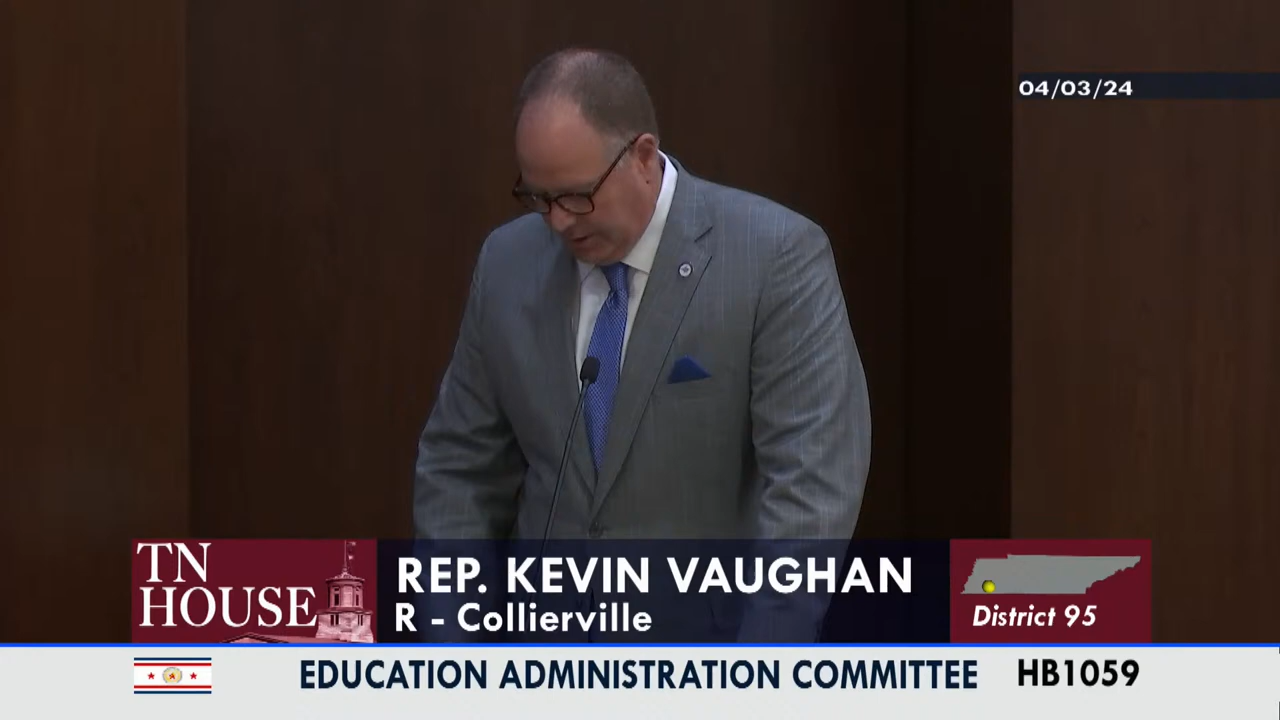 04/03/24
TN
HOUSE
REP. KEVIN VAUGHAN
R - Collierville
District 95
EDUCATION ADMINISTRATION COMMITTEE
HB1059